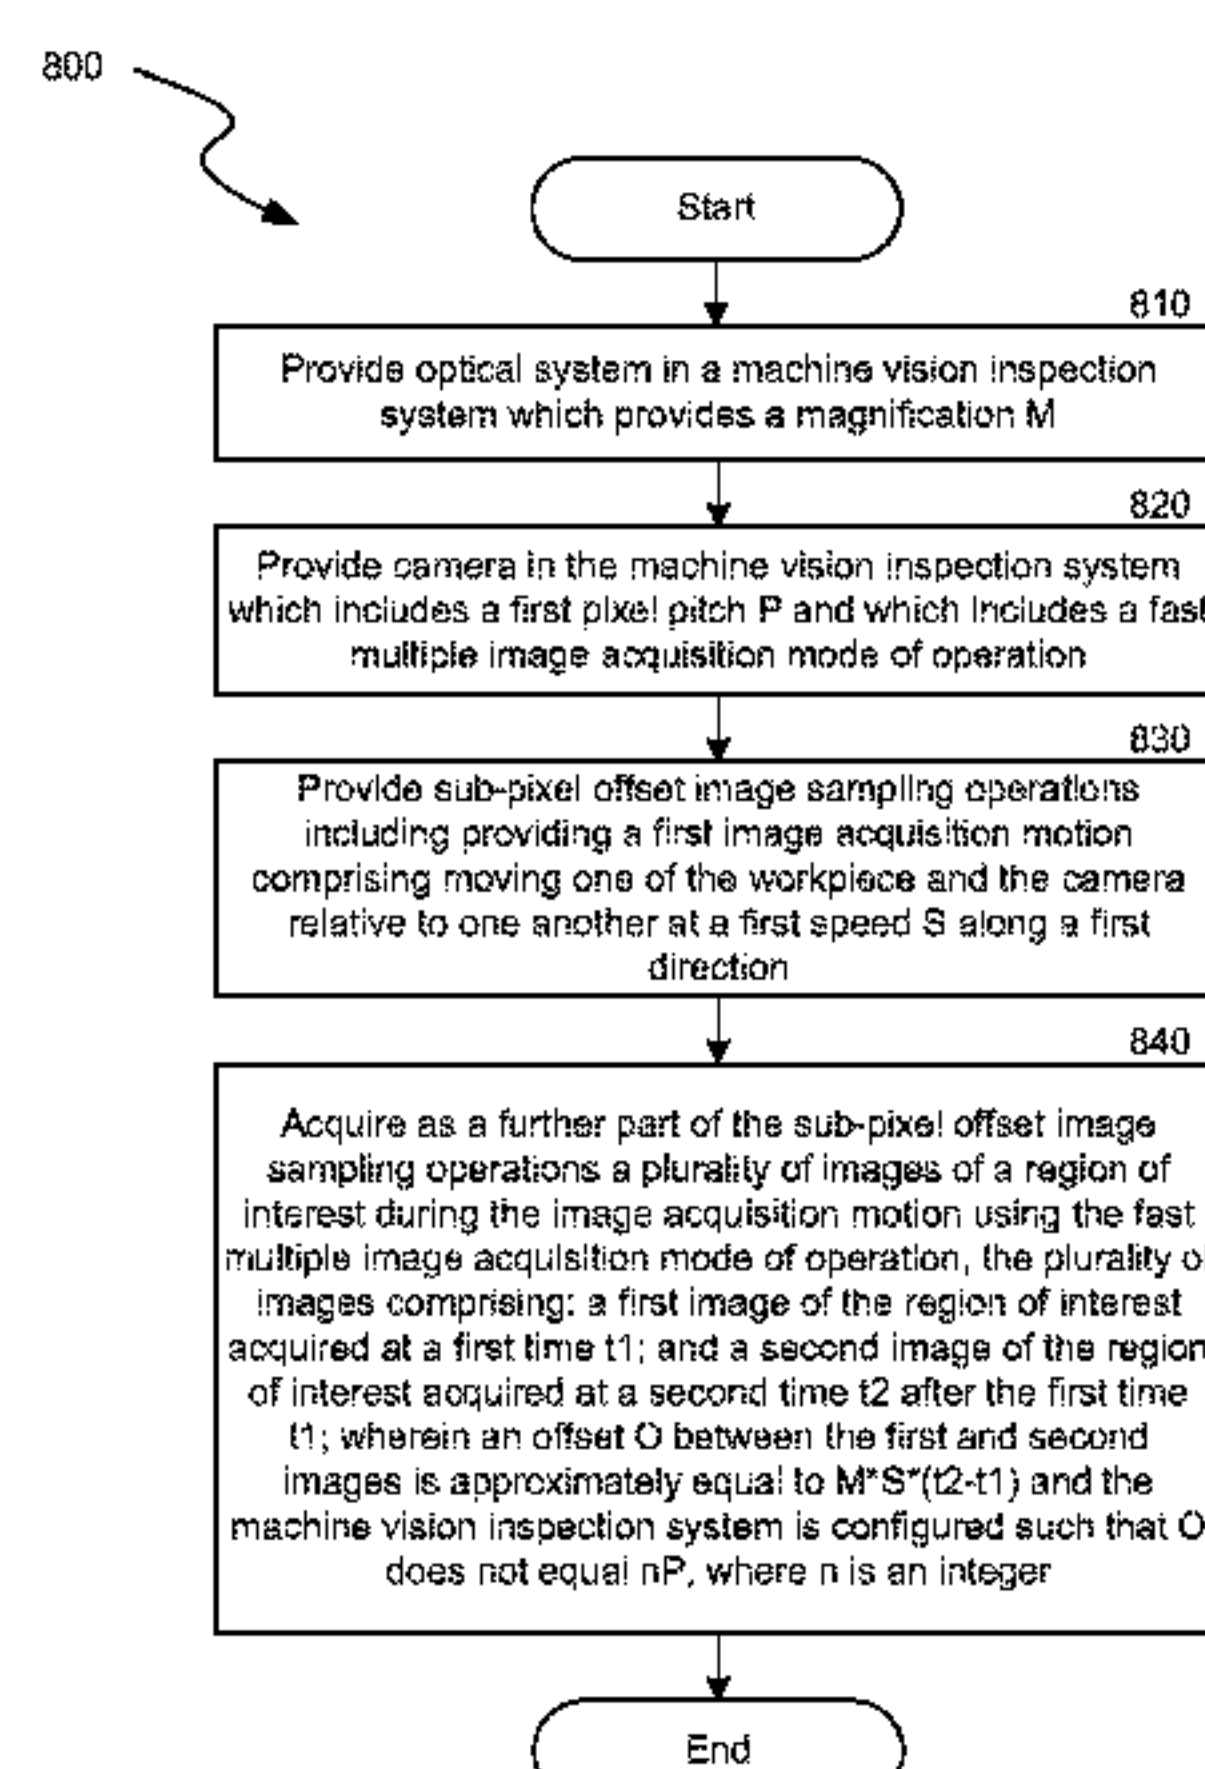 800
Start
810
Provide optical system in a machine vision inspection
system which provides a magnification M
820
Provide camera in the machine vision inspection system
which includes a first pixel pitch P and which includes a fast
multiple image acquisition mode of operation
830
Provide sub-pixel offset image sampling operations
including providing a first image acquisition motion
comprising moving one of the workpiece and the camera
relative to one another at a first speed S along a first
direction
840
Acquire as a further part of the sub-pixel offset image
sampling operations a plurality of images of a region of
interest during the image acquisition motion using the fast
multiple image acquisition mode of operation, the plurality of
images comprising: a first image of the region of interest
acquired at a first time t1; and a second image of the region
of interest acquired at a second time t2 after the first time
t1; wherein an offset O between the first and second
images is approximately equal to M*S*(t2-t1) and the
machine vision inspection system is configured such that O
does not equal nP, where n is an integer
End